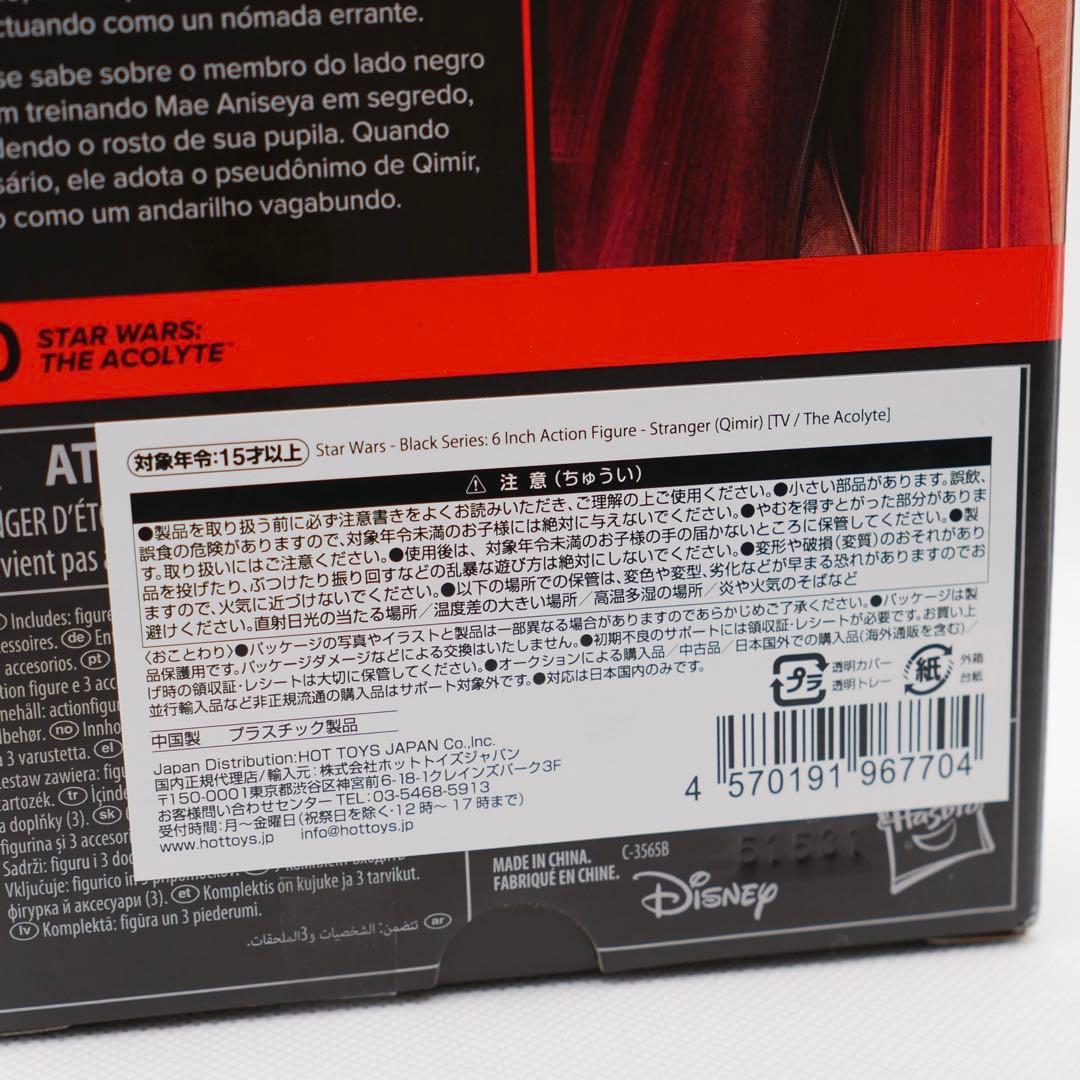 ctuando como un nómada errante.
se sabe sobre o membro do lado negro
m treinando Mae Aniseya em segredo,
dendo o rosto de sua pupila. Quando
sário, ele adota o pseudônimo de Qimir,
o como um andarilho vagabundo.
STAR WARS:
THE ACOLYTE™
対象年令:15才以上 Star Wars - Black Series: 6 Inch Action Figure - Stranger (Qimir) [TV / The Acolyte]
⚠ 注 意 (ちゅうい)
●製品を取り扱う前に必ず注意書きをよくお読みいただき、ご理解の上ご使用ください。●小さい部品があります。誤飲、
誤食の危険がありますので、対象年令未満のお子様には絶対に与えないでください。●やむを得ずとがった部分がありま
す。取り扱いにはご注意ください。●使用後は、対象年令未満のお子様の手の届かないところに保管してください。●製
品を投げたり、ぶつけたり振り回すなどの乱暴な遊び方は絶対にしないでください。●変形や破損(変質)のおそれがあり
ますので、火気に近づけないでください。●以下の場所での保管は、変色や変型、劣化などが早まる恐れがありますのでお
避けください。直射日光の当たる場所/温度差の大きい場所/高温多湿の場所/炎や火気のそばなど
〈おことわり〉●パッケージの写真やイラストと製品は一部異なる場合がありますのであらかじめご了承ください。●パッケージは製
品保護用です。パッケージダメージなどによる交換はいたしません。●初期不良のサポートには領収証・レシートが必要です。お買い上
げ時の領収証・レシートは大切に保管してください。●オークションによる購入品/中古品/日本国外での購入品(海外通販を含む)/
並行輸入品など非正規流通の購入品はサポート対象外です。●対応は日本国内のみです。
プラ 透明カバー
透明トレー
紙 外箱
台紙
中国製 プラスチック製品
Japan Distribution:HOT TOYS JAPAN Co.,Inc.
国内正規代理店/輸入元:株式会社ホットトイズジャパン
〒150-0001東京都渋谷区神宮前6-18-1クレインズパーク3F
お客様問い合わせセンターTEL:03-5468-5913
受付時間:月~金曜日(祝祭日を除く・12時~17時まで)
www.hottoys.jp info@hottoys.jp
4 570191 967704
AT
NGER D'ÉTO
vient pas
Includes: figure
cessoires. de En
accesorios. pt
tion figure e 3 acc
nnehåll: actionfigu
lbehør. no Innho
a 3 varustetta. el
estaw zawiera: figu
artozék. tr İçinde
a doplňky (3). sk
figurina și 3 accesor
Sadrži: figuru i 3 do
Vključuje: figurico in 3
фігурка й аксесуари (3). et Komplektis on kujuke ja 3 tarvikut.
lv Komplektā: figūra un 3 piederumi.
ar تتضمن: الشخصيات و3الملحقات.
MADE IN CHINA. C-3565B
FABRIQUÉ EN CHINE.
51531
Disney
Hasbro